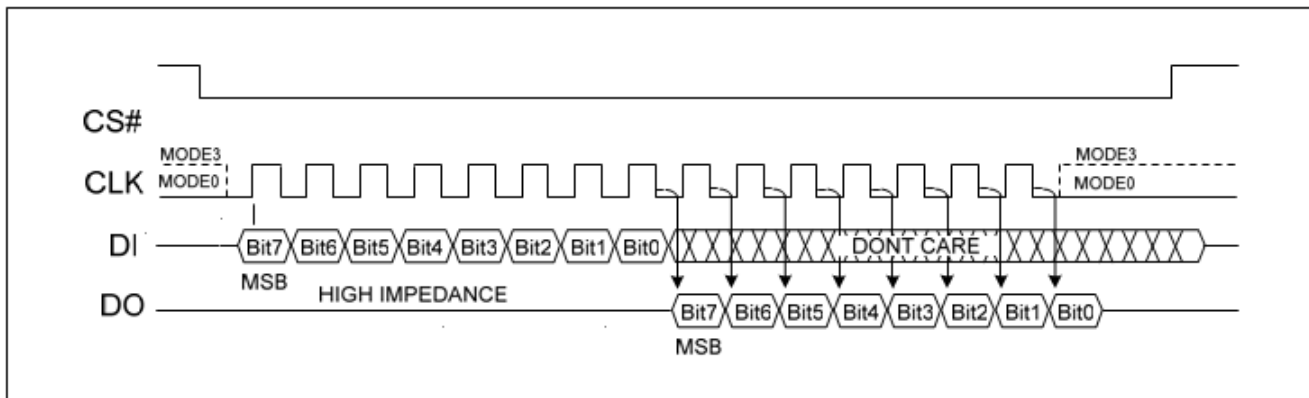 CS#
MODE3 MODE3
CLK MODE0 MODE0
DI Bit7 Bit6 Bit5 Bit4 Bit3 Bit2 Bit1 Bit0 DONT CARE
MSB
DO HIGH IMPEDANCE Bit7 Bit6 Bit5 Bit4 Bit3 Bit2 Bit1 Bit0
MSB